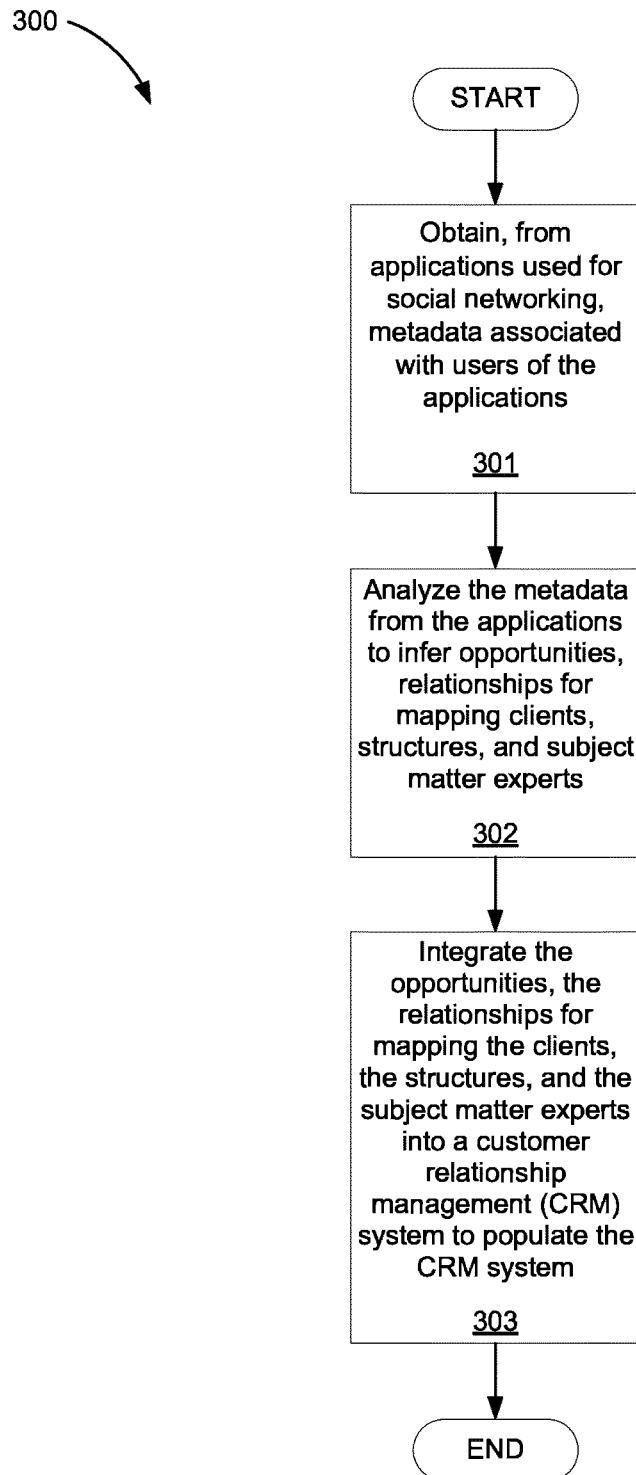 300
START
Obtain, from
applications used for
social networking,
metadata associated
with users of the
applications
301
Analyze the metadata
from the applications
to infer opportunities,
relationships for
mapping clients,
structures, and subject
matter experts
302
Integrate the
opportunities, the
relationships for
mapping the clients,
the structures, and the
subject matter experts
into a customer
relationship
management (CRM)
system to populate the
CRM system
303
END